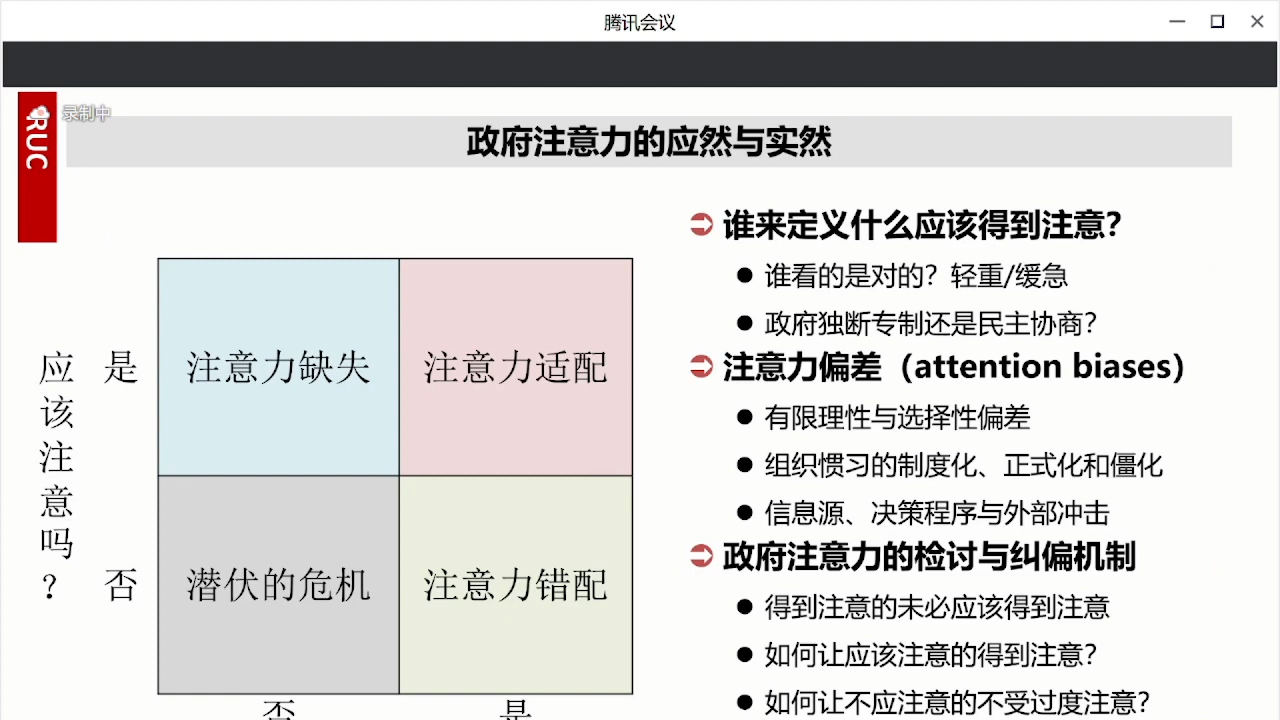 腾讯会议
录制中
RUC
政府注意力的应然与实然
应该注意吗?
是
否
注意力缺失
注意力适配
潜伏的危机
注意力错配
否
是
谁来定义什么应该得到注意?
谁看的是对的? 轻重/缓急
政府独断专制还是民主协商?
注意力偏差（attention biases）
有限理性与选择性偏差
组织惯习的制度化、正式化和僵化
信息源、决策程序与外部冲击
政府注意力的检讨与纠偏机制
得到注意的未必应该得到注意
如何让应该注意的得到注意?
如何让不应注意的不受过度注意?